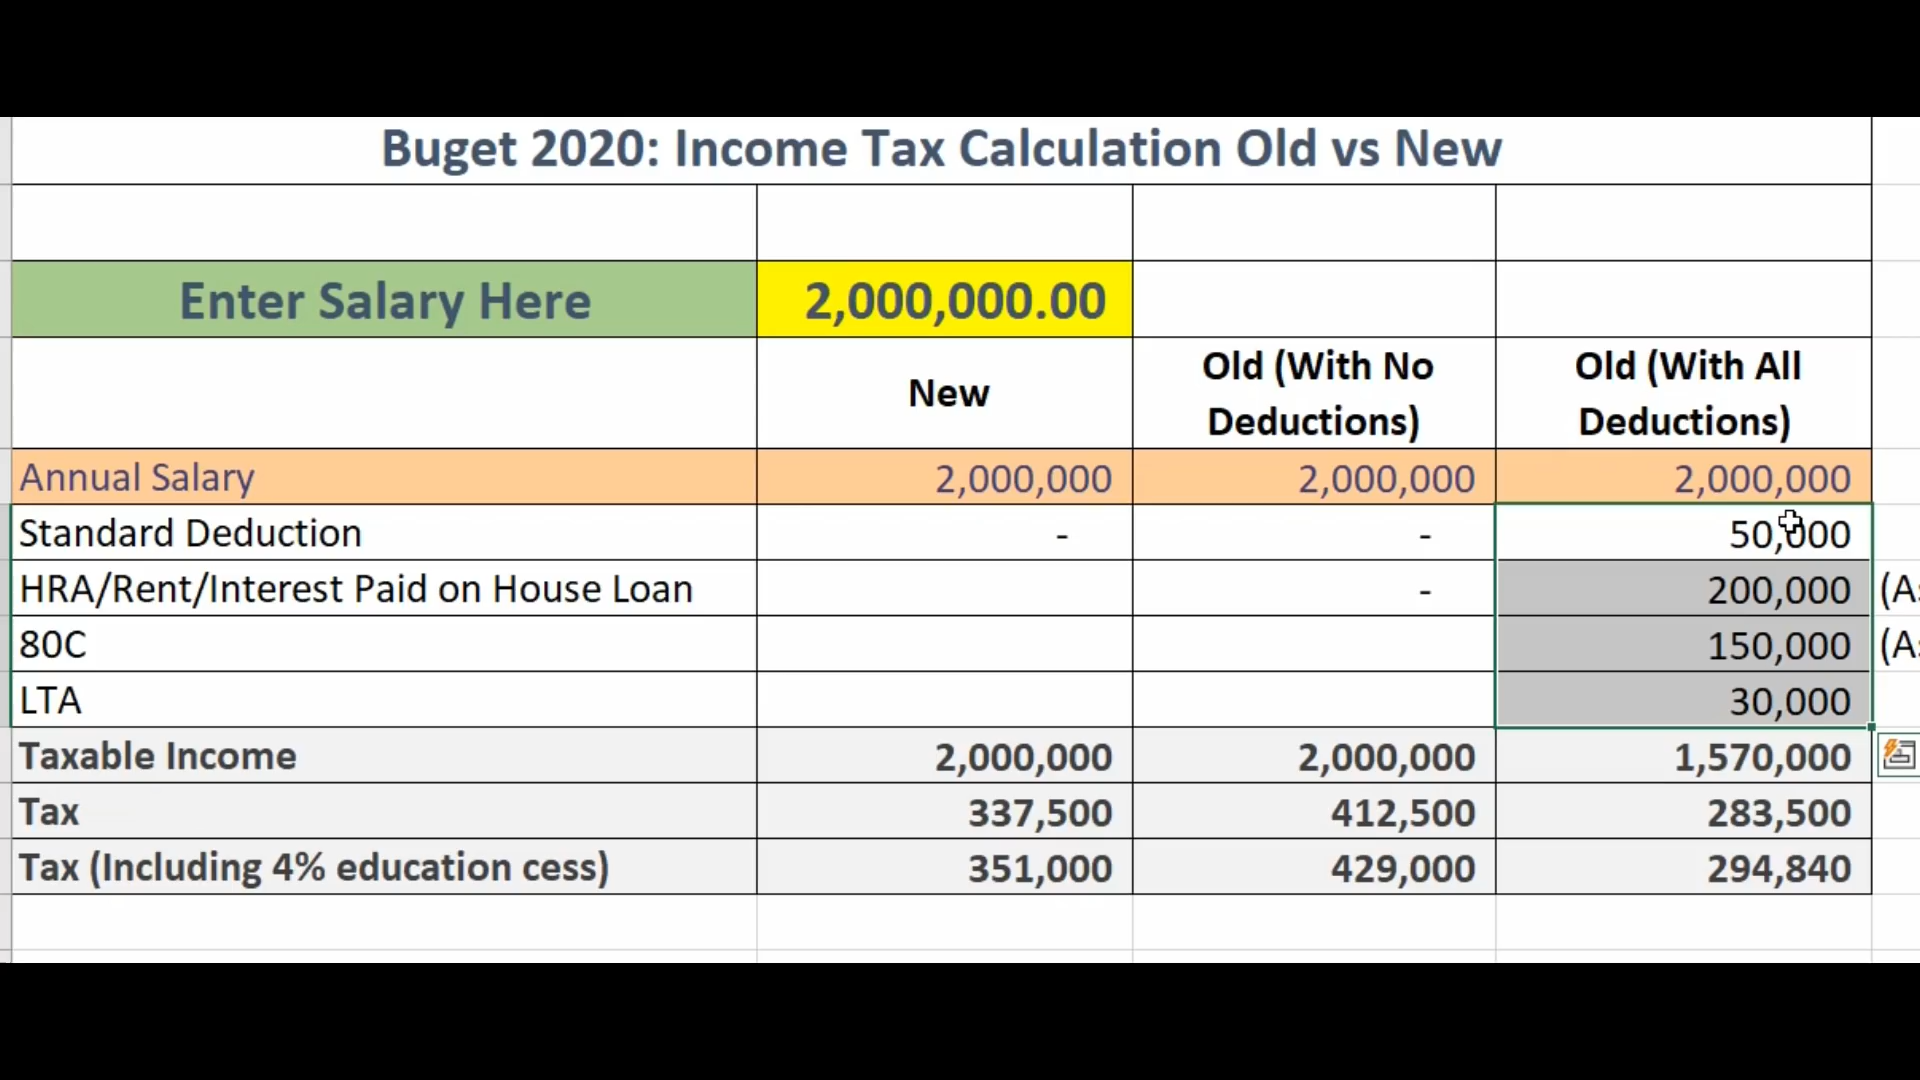 Buget 2020: Income Tax Calculation Old vs New
Enter Salary Here 2,000,000.00
New Old (With No Deductions) Old (With All Deductions)
Annual Salary 2,000,000 2,000,000 2,000,000
Standard Deduction - - 50,000
HRA/Rent/Interest Paid on House Loan - 200,000
80C 150,000
LTA 30,000
Taxable Income 2,000,000 2,000,000 1,570,000
Tax 337,500 412,500 283,500
Tax (Including 4% education cess) 351,000 429,000 294,840